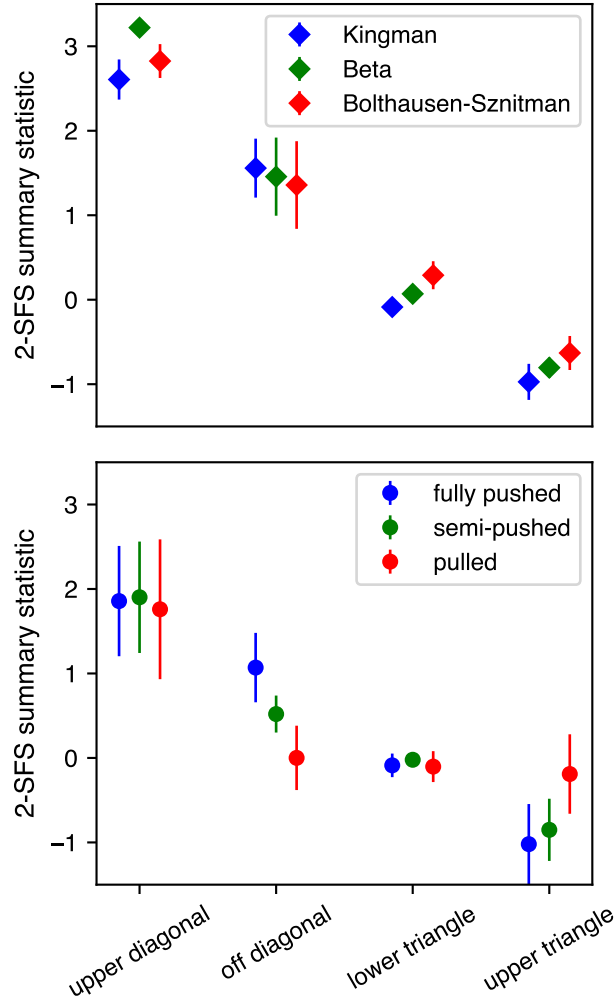 3
2
1
0
−1
2-SFS summary statistic
Kingman
Beta
Bolthausen-Sznitman
3
2
1
0
−1
2-SFS summary statistic
fully pushed
semi-pushed
pulled
upper diagonal
off diagonal
lower triangle
upper triangle